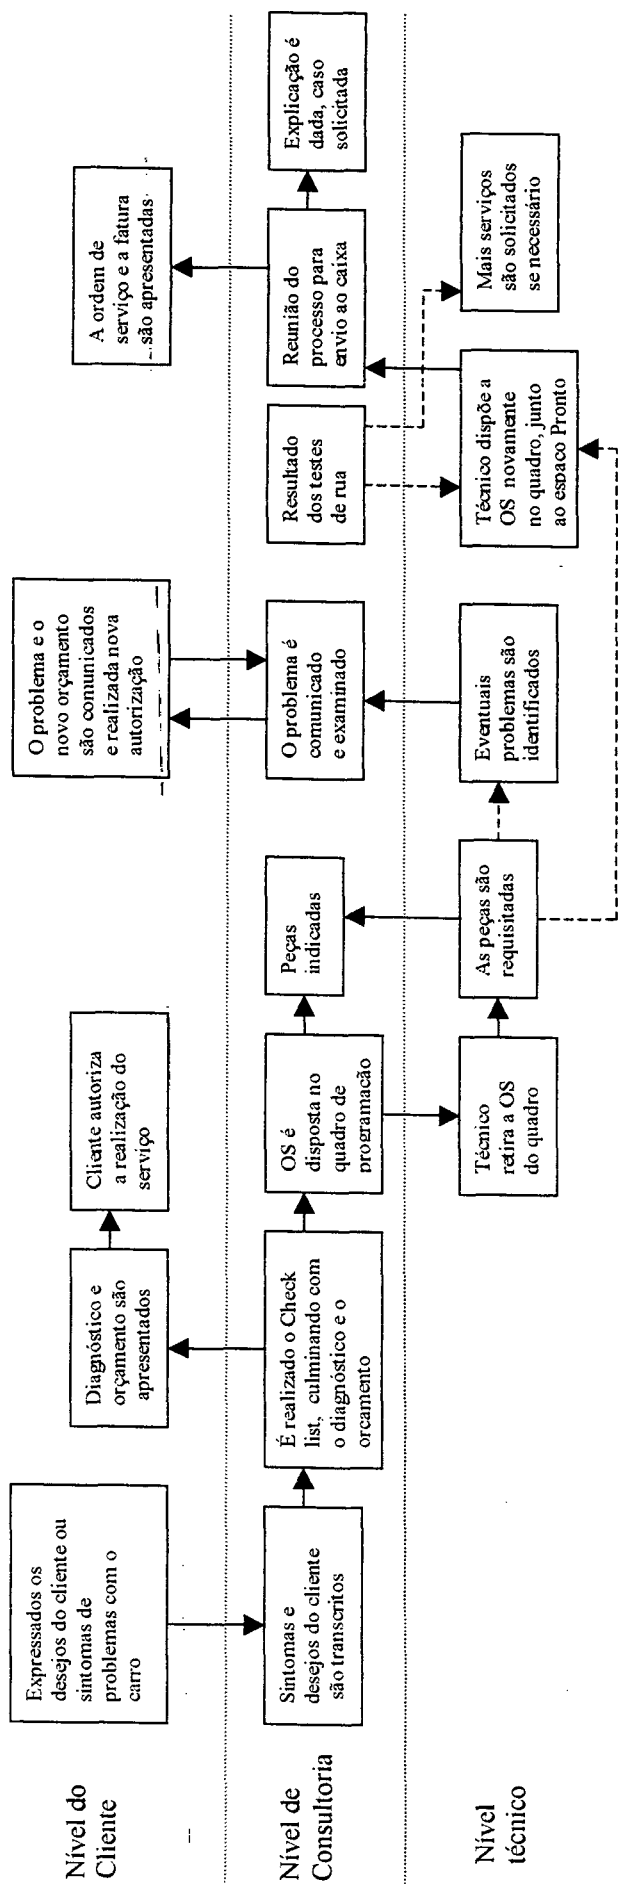 Nível do
Cliente
Expressados os
desejos do cliente ou
sintomas de
problemas com o
carro
Diagnóstico e
orçamento são
apresentados
Cliente autoriza
a realização do
serviço
O problema e o
novo orçamento
são comunicados
e realizada nova
autorização
A ordem de
serviço e a fatura
são apresentadas
Nível de
Consultoria
Sintomas e
desejos do cliente
são transcritos
É realizado o Check
list, culminando com
o diagnóstico e o
orcamento
OS é
disposta no
quadro de
programacão
Peças
indicadas
O problema é
comunicado
e examinado
Resultado
dos testes
de rua
Reunião do
processo para
envio ao caixa
Explicação é
dada, caso
solicitada
Nível
técnico
Técnico
retira a OS
do quadro
As peças são
requisitadas
Eventuais
problemas são
identificados
Técnico dispõe a
OS novamente
no quadro, junto
ao espaco Pronto
Mais serviços
são solicitados
se necessário